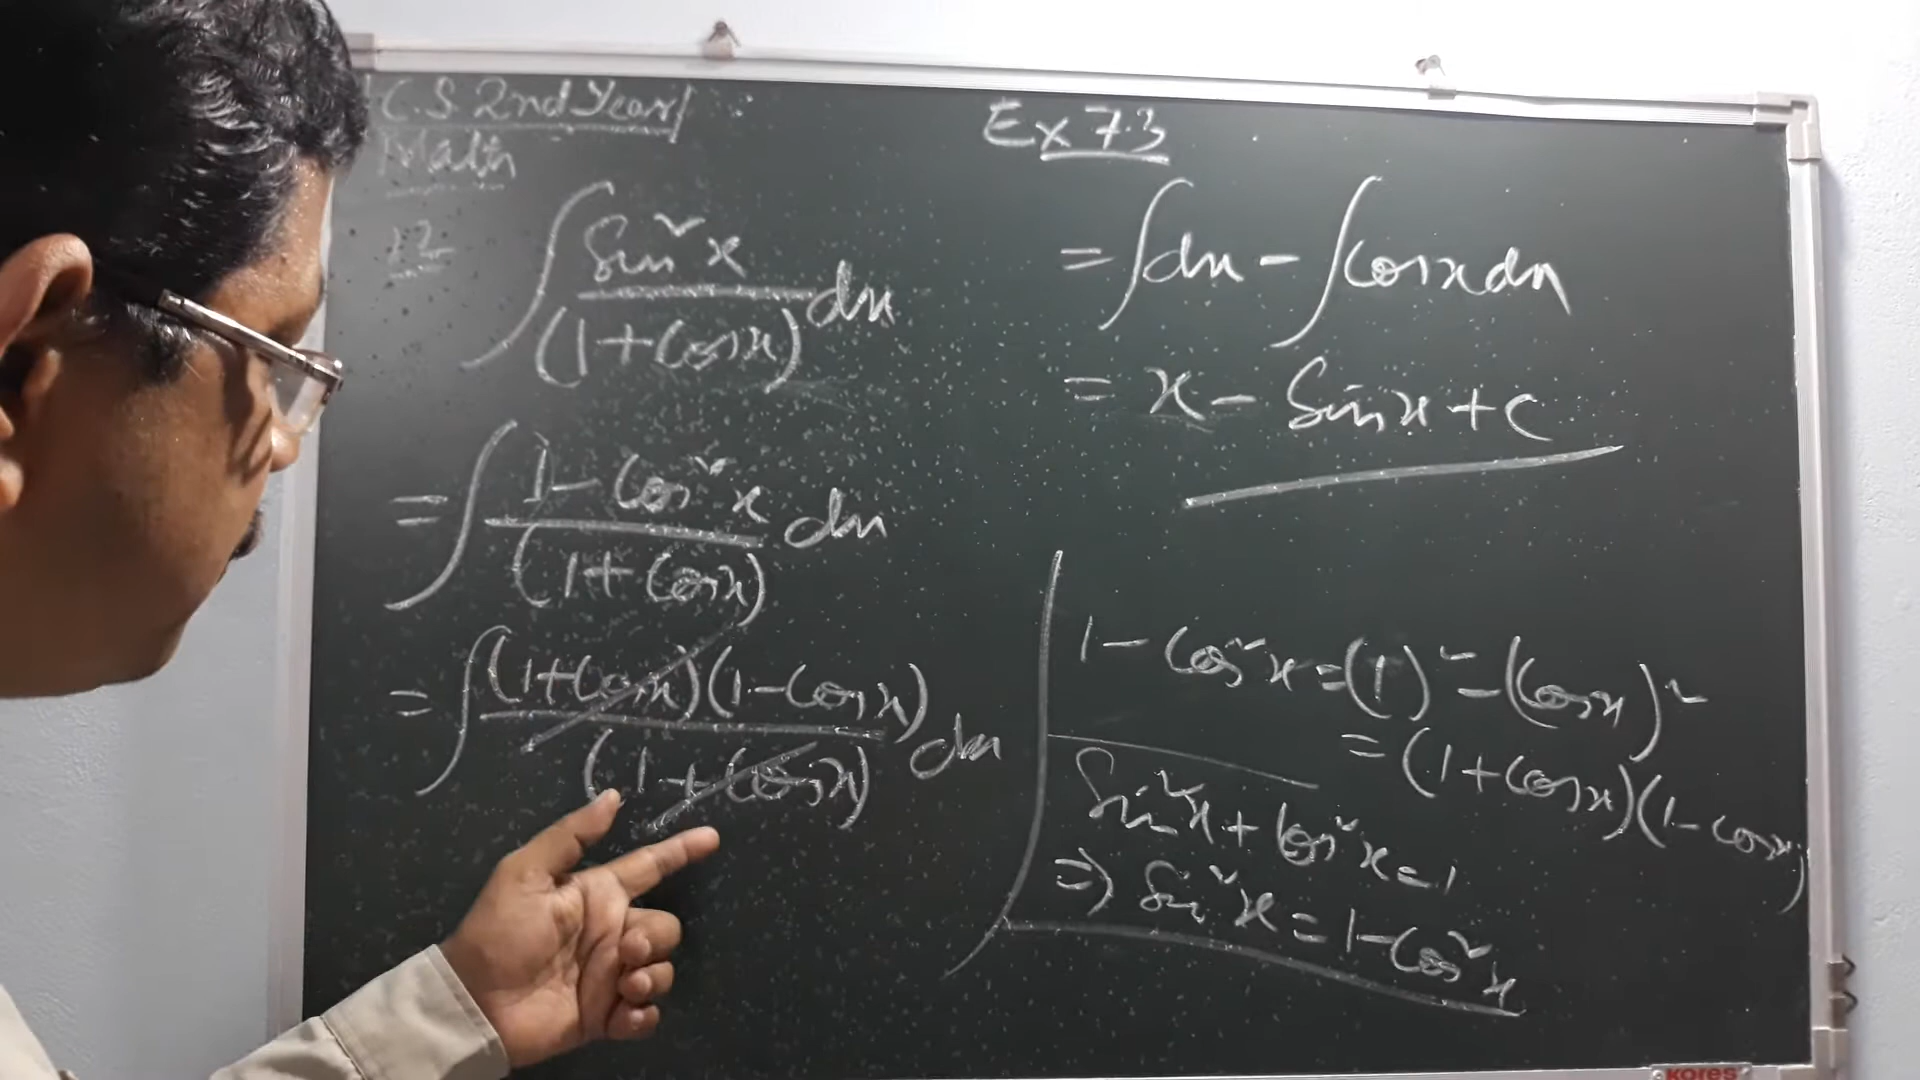 C.S. 2nd Year/
Math
Ex 7.3
12
∫ Sin²x / (1+Cosx) dx
= ∫ 1-Cos²x / (1+Cosx) dx
= ∫ (1+Cosx)(1-Cosx) / (1+Cosx) dx
= ∫dx - ∫Cosx dx
= x - Sinx + C
1-Cos²x = (1)² - (Cosx)²
= (1+Cosx)(1-Cosx)
Sin²x + Cos²x = 1
⇒ Sin²x = 1-Cos²x
KORES